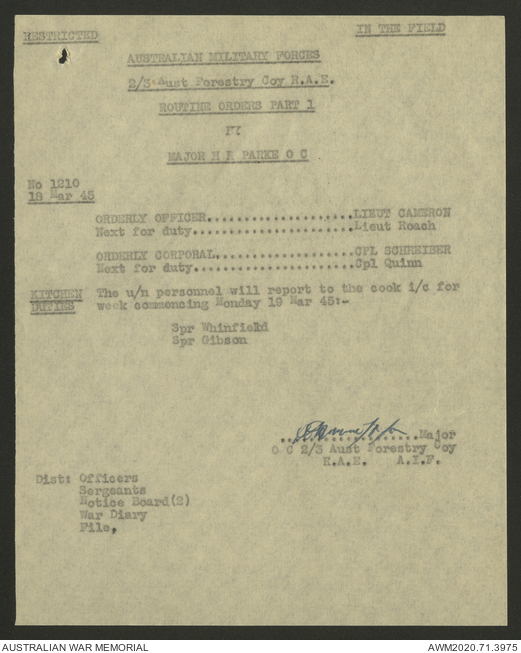 RESTRICTED
IN THE FIELD
AUSTRALIAN MILITARY FORCES
2/3 Aust Forestry Coy R.A.E.
ROUTINE ORDERS PART 1
BY
MAJOR H R PARKE O C
No 1210
18 Mar 45
ORDERLY OFFICER.....................LIEUT CAMERON
Next for duty.......................Lieut Roach
ORDERLY CORPORAL....................CPL SCHREIBER
Next for duty.......................Cpl Quinn
KITCHEN DUTIES
The u/n personnel will report to the cook i/c for
week commencing Monday 19 Mar 45:-
Spr Whinfield
Spr Gibson
Major
O C 2/3 Aust Forestry Coy
R.A.E. A.I.F.
Dist: Officers
Sergeants
Notice Board(2)
War Diary
File,
AUSTRALIAN WAR MEMORIAL
AWM2020.71.3975